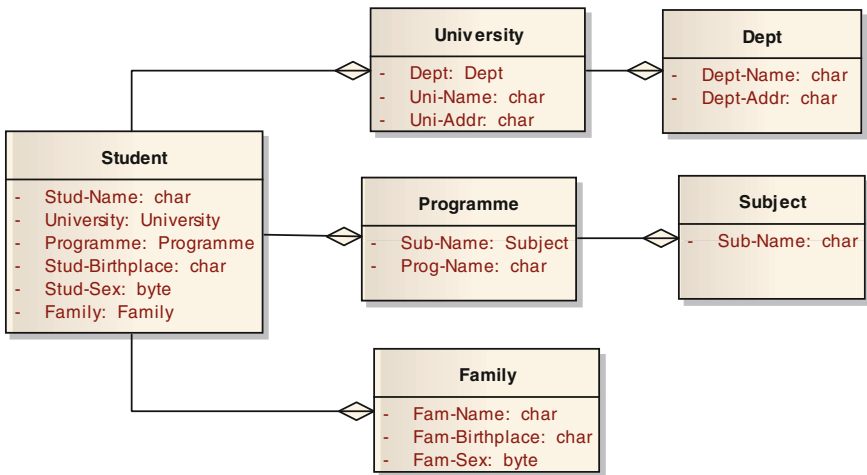 University
- Dept: Dept
- Uni-Name: char
- Uni-Addr: char
Dept
- Dept-Name: char
- Dept-Addr: char
Student
- Stud-Name: char
- University: University
- Programme: Programme
- Stud-Birthplace: char
- Stud-Sex: byte
- Family: Family
Programme
- Sub-Name: Subject
- Prog-Name: char
Subject
- Sub-Name: char
Family
- Fam-Name: char
- Fam-Birthplace: char
- Fam-Sex: byte